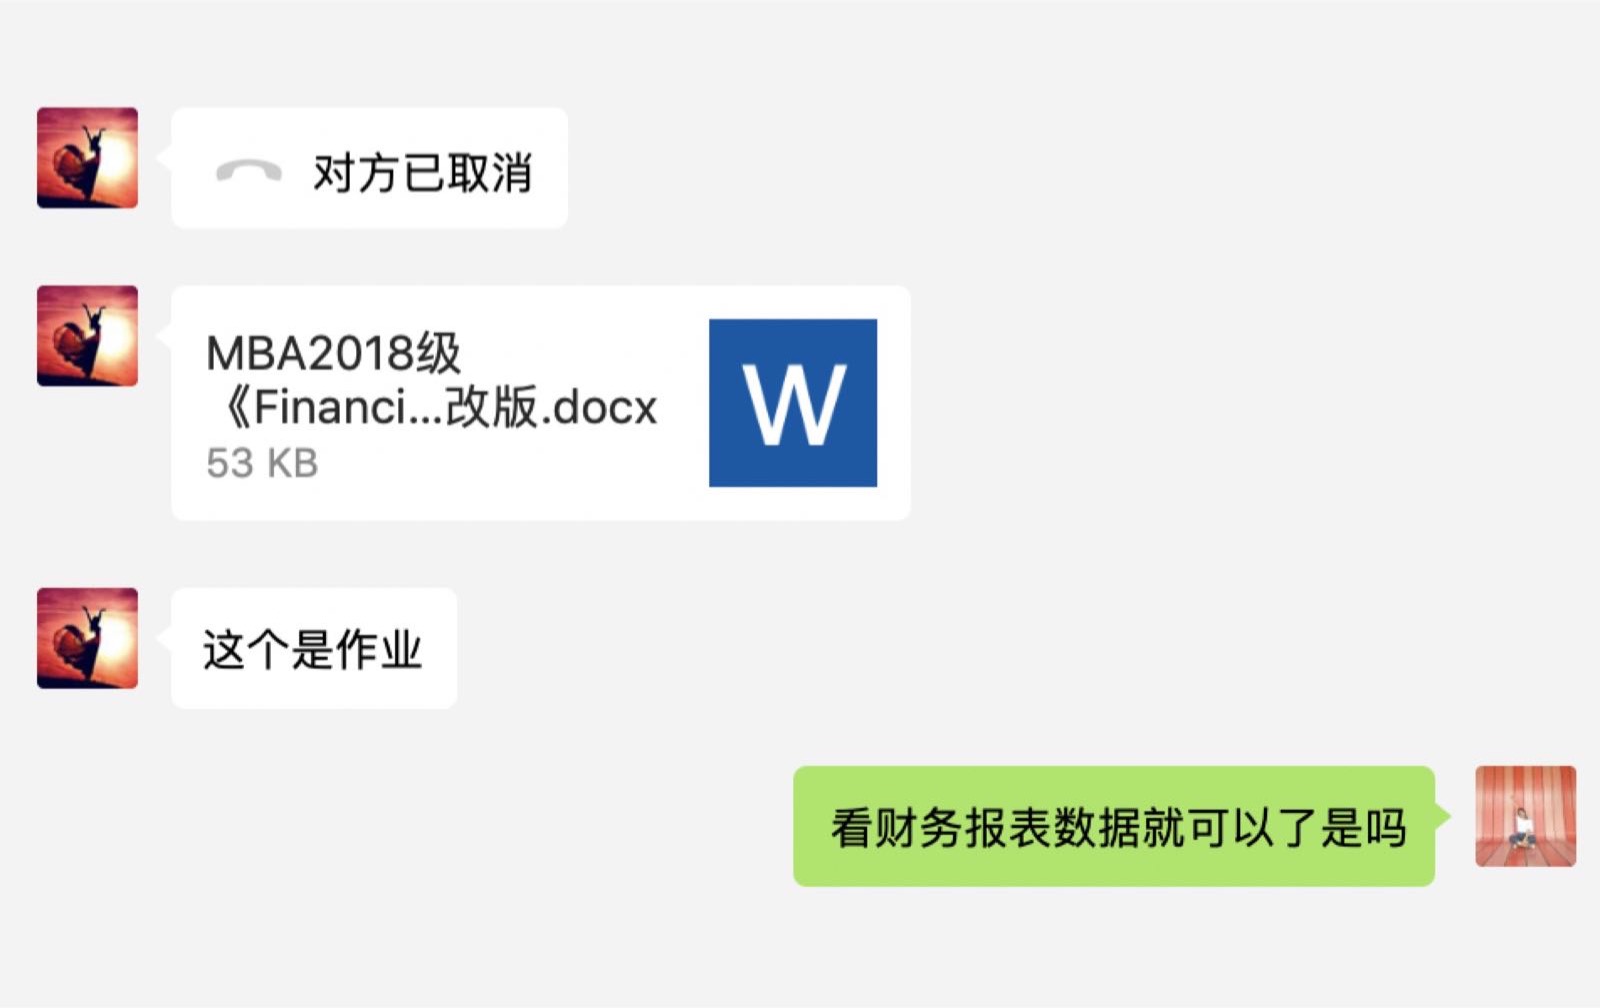 对方已取消
MBA2018级
《Financi...改版.docx
53 KB
W
这个是作业
看财务报表数据就可以了是吗